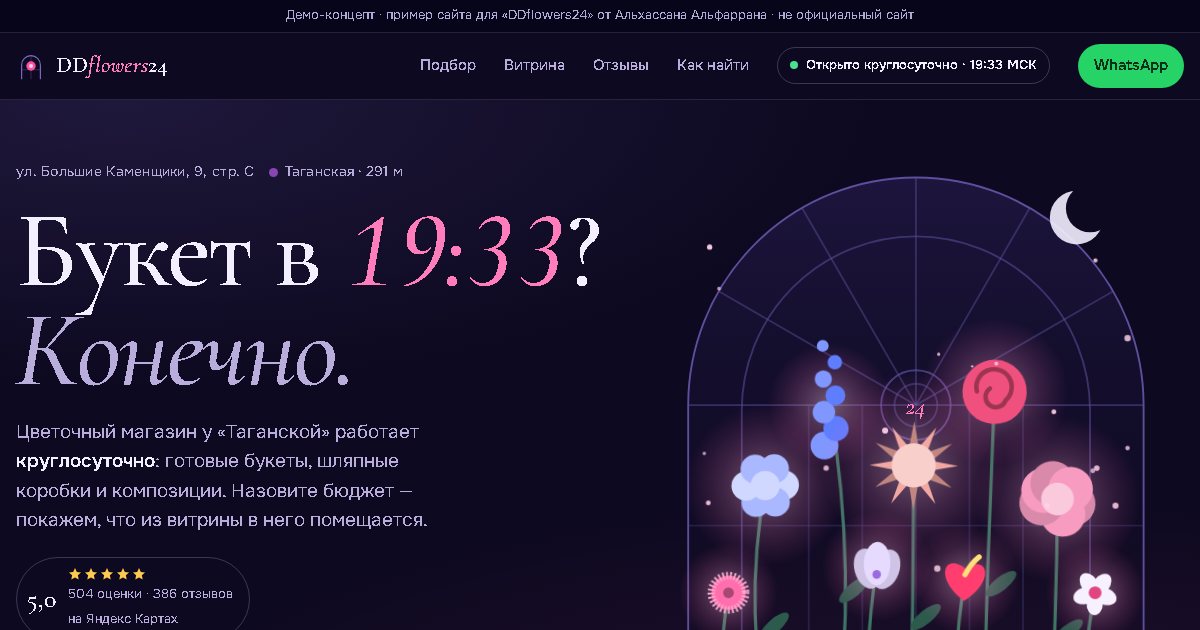 Демо-концепт · пример сайта для «DDflowers24» от Альхассана Альфаррана · не официальный сайт
DDflowers24
Подбор
Витрина
Отзывы
Как найти
Открыто круглосуточно · 19:33 МСК
WhatsApp
ул. Большие Каменщики, 9, стр. С
Таганская · 291 м
Букет в 19:33?
Конечно.
Цветочный магазин у «Таганской» работает
круглосуточно: готовые букеты, шляпные
коробки и композиции. Назовите бюджет —
покажем, что из витрины в него помещается.
5,0
504 оценки · 386 отзывов
на Яндекс Картах
24